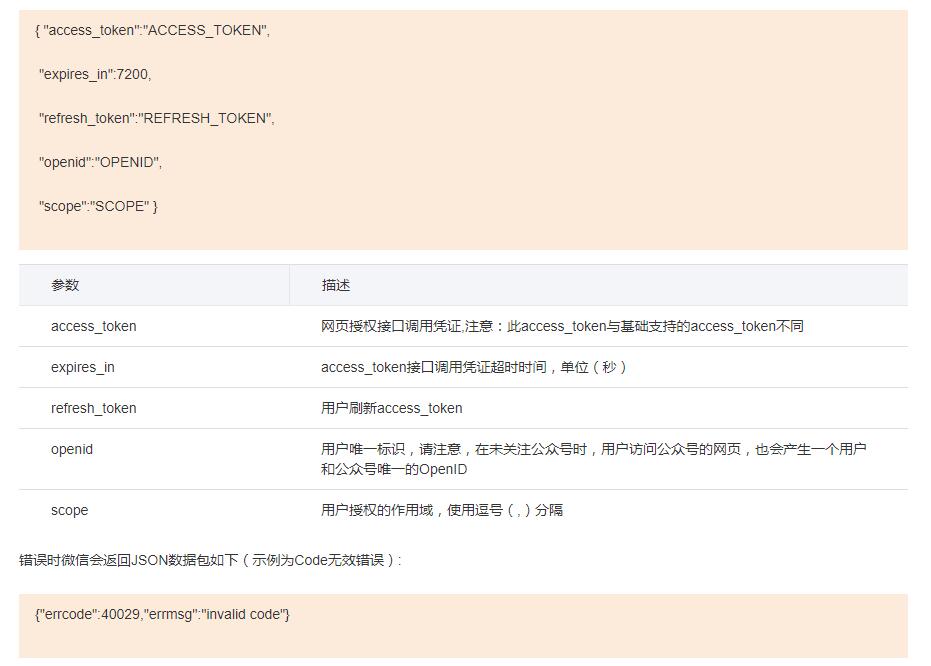 { "access_token":"ACCESS_TOKEN",
"expires_in":7200,
"refresh_token":"REFRESH_TOKEN",
"openid":"OPENID",
"scope":"SCOPE" }
参数 描述
access_token 网页授权接口调用凭证,注意：此access_token与基础支持的access_token不同
expires_in access_token接口调用凭证超时时间，单位（秒）
refresh_token 用户刷新access_token
openid 用户唯一标识，请注意，在未关注公众号时，用户访问公众号的网页，也会产生一个用户
和公众号唯一的OpenID
scope 用户授权的作用域，使用逗号（,）分隔
错误时微信会返回JSON数据包如下（示例为Code无效错误）:
{"errcode":40029,"errmsg":"invalid code"}